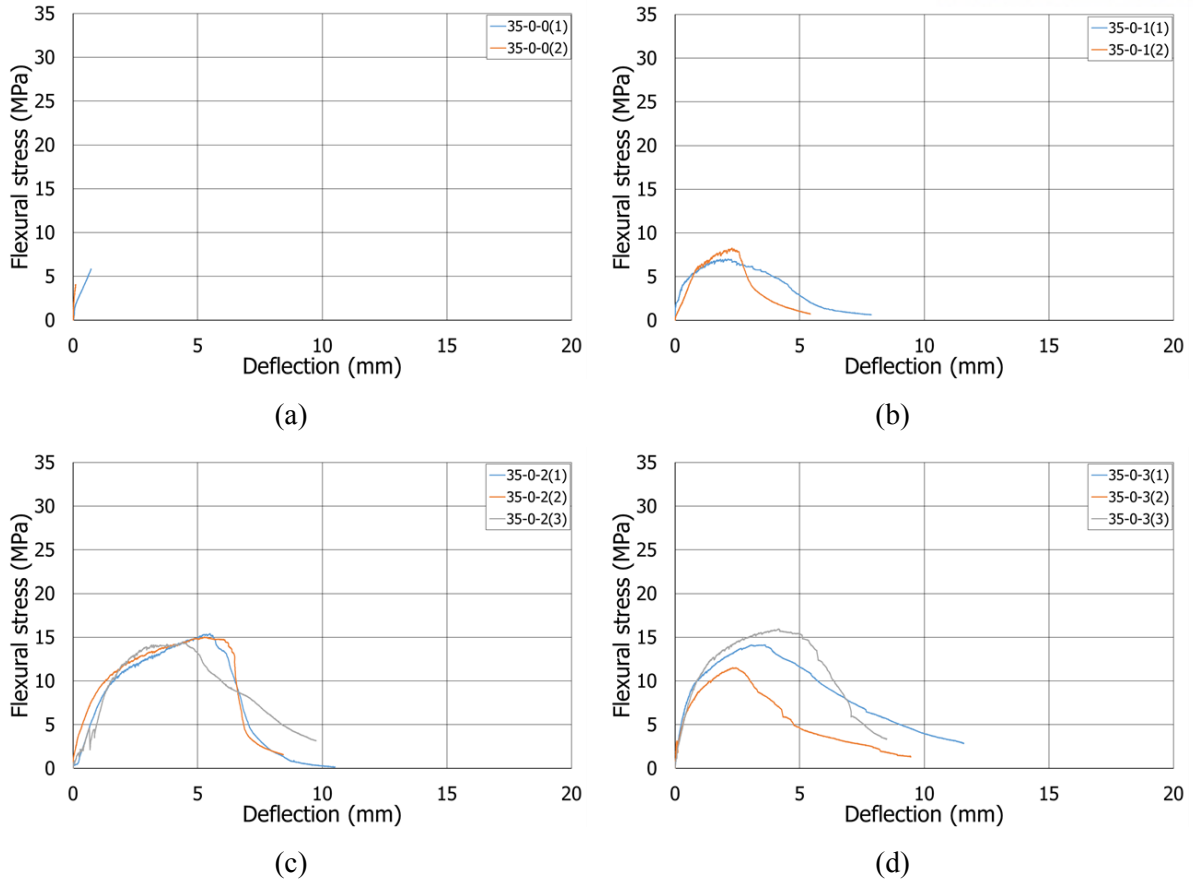 35
30
25
20
15
10
5
0
Flexural stress (MPa)
35-0-0(1)
35-0-0(2)
0 5 10 15 20
Deflection (mm)
(a)
35
30
25
20
15
10
5
0
Flexural stress (MPa)
35-0-1(1)
35-0-1(2)
0 5 10 15 20
Deflection (mm)
(b)
35
30
25
20
15
10
5
0
Flexural stress (MPa)
35-0-2(1)
35-0-2(2)
35-0-2(3)
0 5 10 15 20
Deflection (mm)
(c)
35
30
25
20
15
10
5
0
Flexural stress (MPa)
35-0-3(1)
35-0-3(2)
35-0-3(3)
0 5 10 15 20
Deflection (mm)
(d)